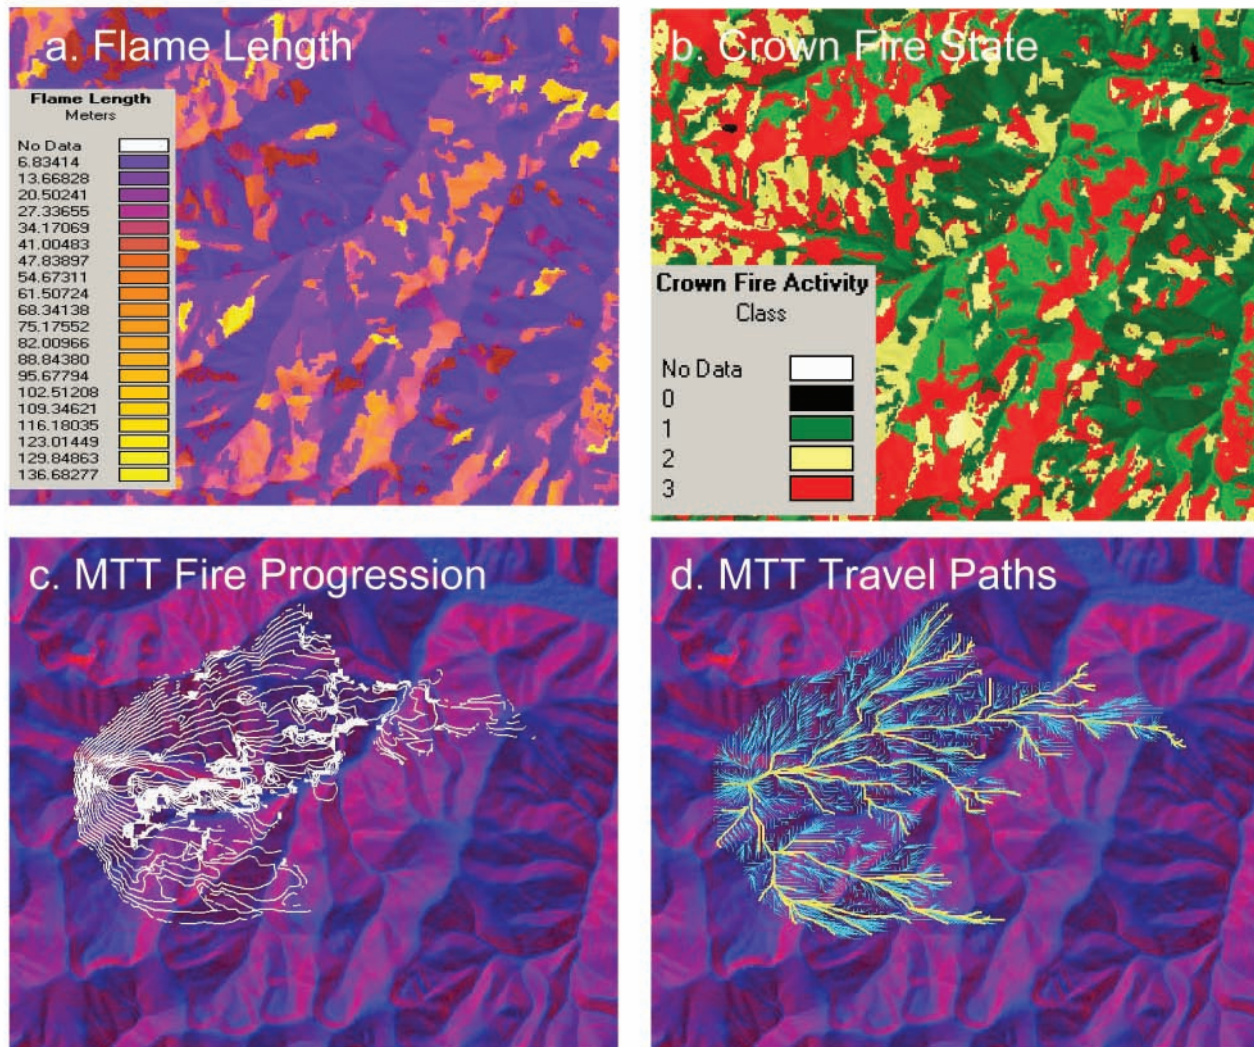 a. Flame Length
Flame Length
Meters
No Data
6.83414
13.66828
20.50241
27.33655
34.17069
41.00483
47.83897
54.67311
61.50724
68.34138
75.17552
82.00966
88.84380
95.67794
102.51208
109.34621
116.18035
123.01449
129.84863
136.68277
b. Crown Fire State
Crown Fire Activity
Class
No Data
0
1
2
3
c. MTT Fire Progression
d. MTT Travel Paths